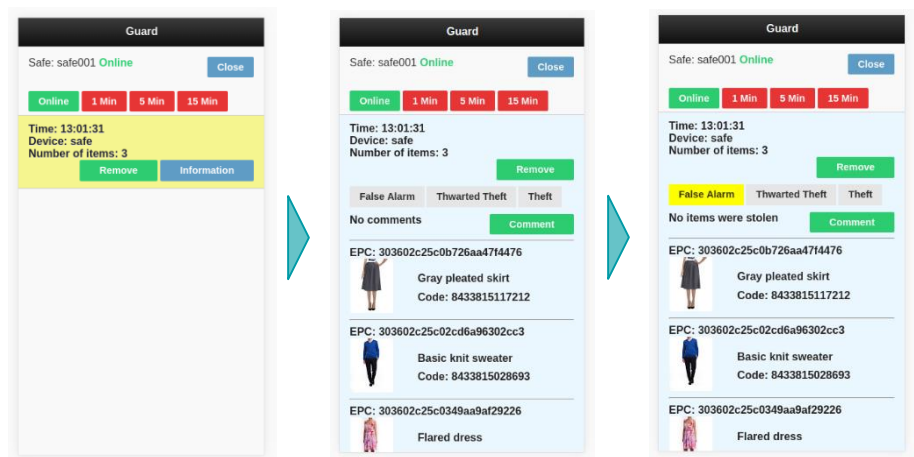 Guard
Safe: safe001 Online
Close
Online 1 Min 5 Min 15 Min
Time: 13:01:31
Device: safe
Number of items: 3
Remove Information
Guard
Safe: safe001 Online
Close
Online 1 Min 5 Min 15 Min
Time: 13:01:31
Device: safe
Number of items: 3
Remove
False Alarm Thwarted Theft Theft
No comments
Comment
EPC: 303602c25c0b726aa47f4476
Gray pleated skirt
Code: 8433815117212
EPC: 303602c25c02cd6a96302cc3
Basic knit sweater
Code: 8433815028693
EPC: 303602c25c0349aa9af29226
Flared dress
Guard
Safe: safe001 Online
Close
Online 1 Min 5 Min 15 Min
Time: 13:01:31
Device: safe
Number of items: 3
Remove
False Alarm Thwarted Theft Theft
No items were stolen
Comment
EPC: 303602c25c0b726aa47f4476
Gray pleated skirt
Code: 8433815117212
EPC: 303602c25c02cd6a96302cc3
Basic knit sweater
Code: 8433815028693
EPC: 303602c25c0349aa9af29226
Flared dress